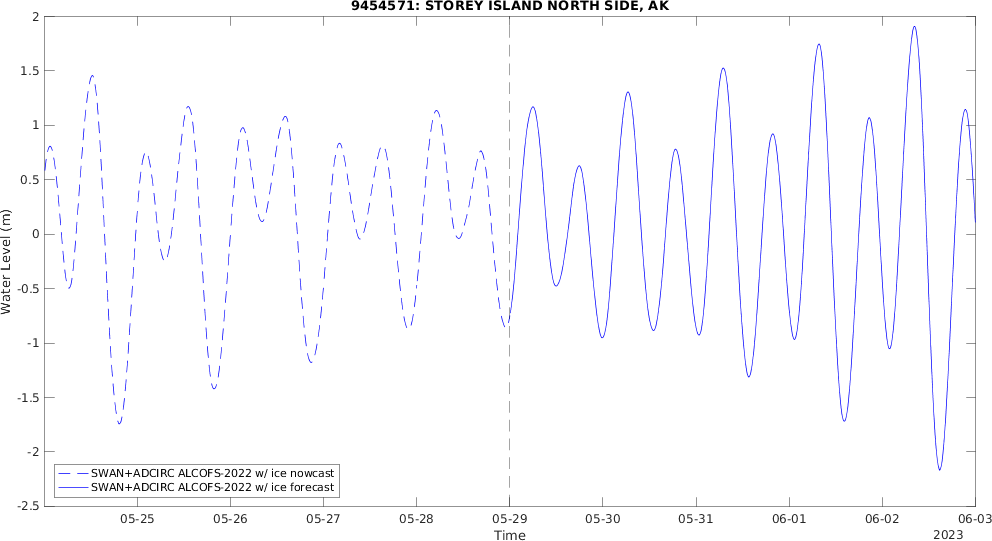 9454571: STOREY ISLAND NORTH SIDE, AK
2
1.5
1
0.5
0
-0.5
-1
-1.5
-2
-2.5
Water Level (m)
SWAN+ADCIRC ALCOFS-2022 w/ ice nowcast
SWAN+ADCIRC ALCOFS-2022 w/ ice forecast
05-25 05-26 05-27 05-28 05-29 05-30 05-31 06-01 06-02 06-03
Time
2023